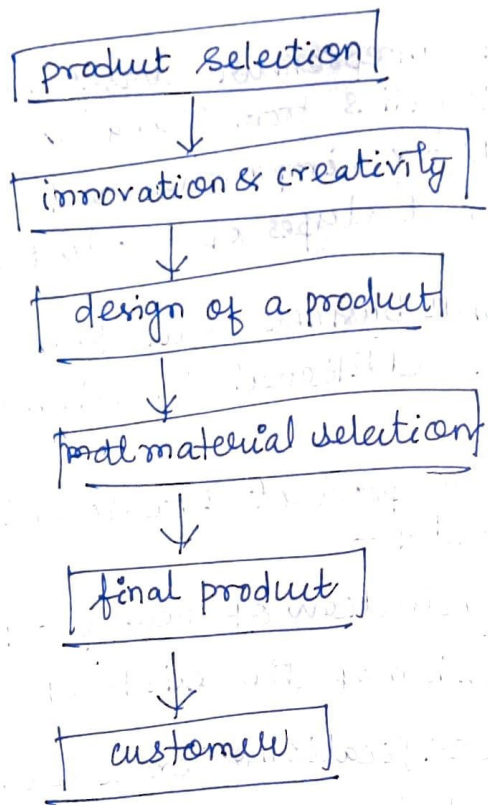 product selection
innovation & creativity
design of a product
material selection
final product
customer